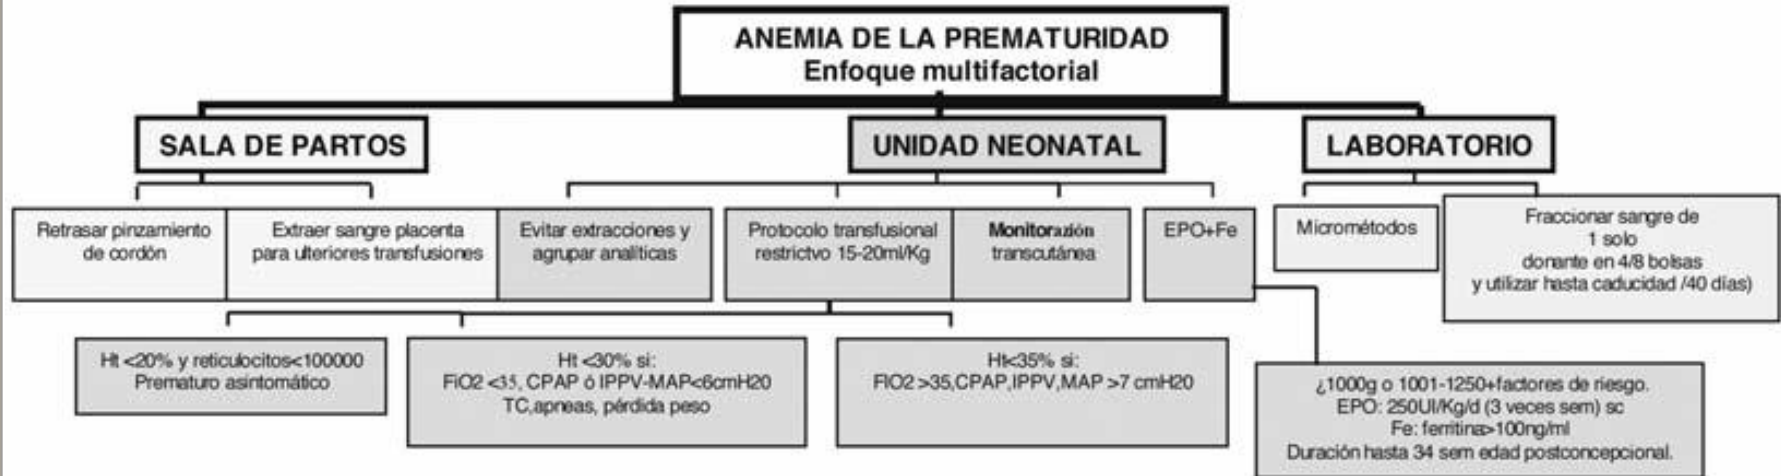 ANEMIA DE LA PREMATURIDAD
Enfoque multifactorial
SALA DE PARTOS
UNIDAD NEONATAL
LABORATORIO
Retrasar pinzamiento
de cordón
Extraer sangre placenta
para ulteriores transfusiones
Evitar extracciones y
agrupar analíticas
Protocolo transfusional
restrictvo 15-20ml/Kg
Monitorazión
transcutánea
EPO+Fe
Micrométodos
Fraccionar sangre de
1 solo
donante en 4/8 bolsas
y utilizar hasta caducidad /40 días)
Ht <20% y reticulocitos<100000
Prematuro asintomático
Ht <30% si:
FiO2 <35, CPAP ó IPPV-MAP<6cmH20
TC,apneas, pérdida peso
Ht<35% si:
FIO2 >35,CPAP,IPPV,MAP >7 cmH20
¿1000g o 1001-1250+factores de riesgo.
EPO: 250UI/Kg/d (3 veces sem) sc
Fe: ferritina>100ng/ml
Duración hasta 34 sem edad postconcepcional.